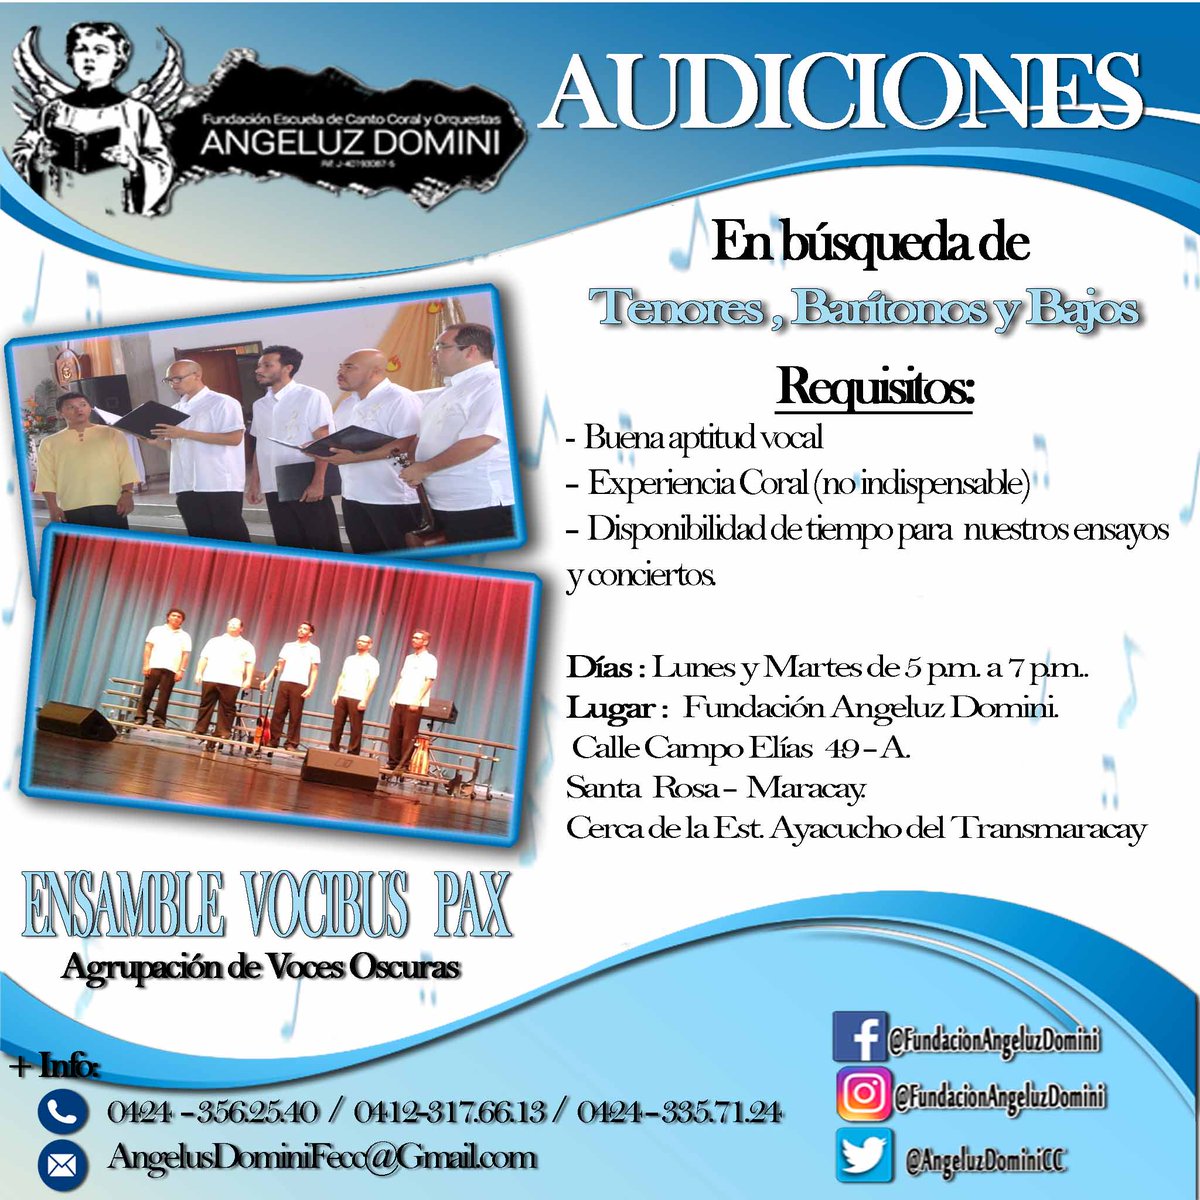 Fundación Escuela de Canto Coral y Orquestas
ANGELUZ DOMINI
Rif. J-40793087-5
AUDICIONES
En búsqueda de
Tenores , Barítonos y Bajos
Requisitos:
- Buena aptitud vocal
- Experiencia Coral (no indispensable)
- Disponibilidad de tiempo para nuestros ensayos
y conciertos.
Días : Lunes y Martes de 5 p.m. a 7 p.m..
Lugar : Fundación Angeluz Domini.
Calle Campo Elías 49 - A.
Santa Rosa - Maracay.
Cerca de la Est. Ayacucho del Transmaracay
ENSAMBLE VOCIBUS PAX
Agrupación de Voces Oscuras
+ Info:
0424 - 356.25.40 / 0412-317.66.13 / 0424 - 335.71.24
AngelusDominiFecc@Gmail.com
@FundacionAngeluzDomini
@FundacionAngeluzDomini
@AngeluzDominiCC